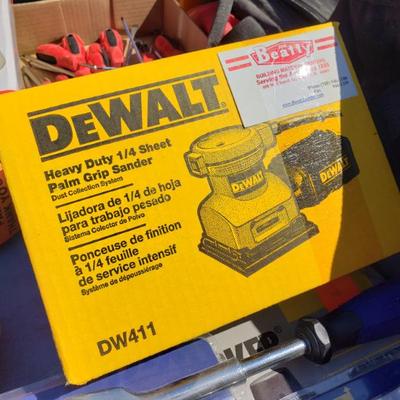 Beatty
BUILDING MATERIALS
DEWALT
Heavy Duty 1/4 Sheet
Palm Grip Sander
Dust Collection System
Lijadora de 1/4 de hoja
para trabajo pesado
Sistema Colector de Polvo
Ponceuse de finition
à 1/4 feuille
de service intensif
Système de dépoussiérage
DEWALT
DEWALT
DW411